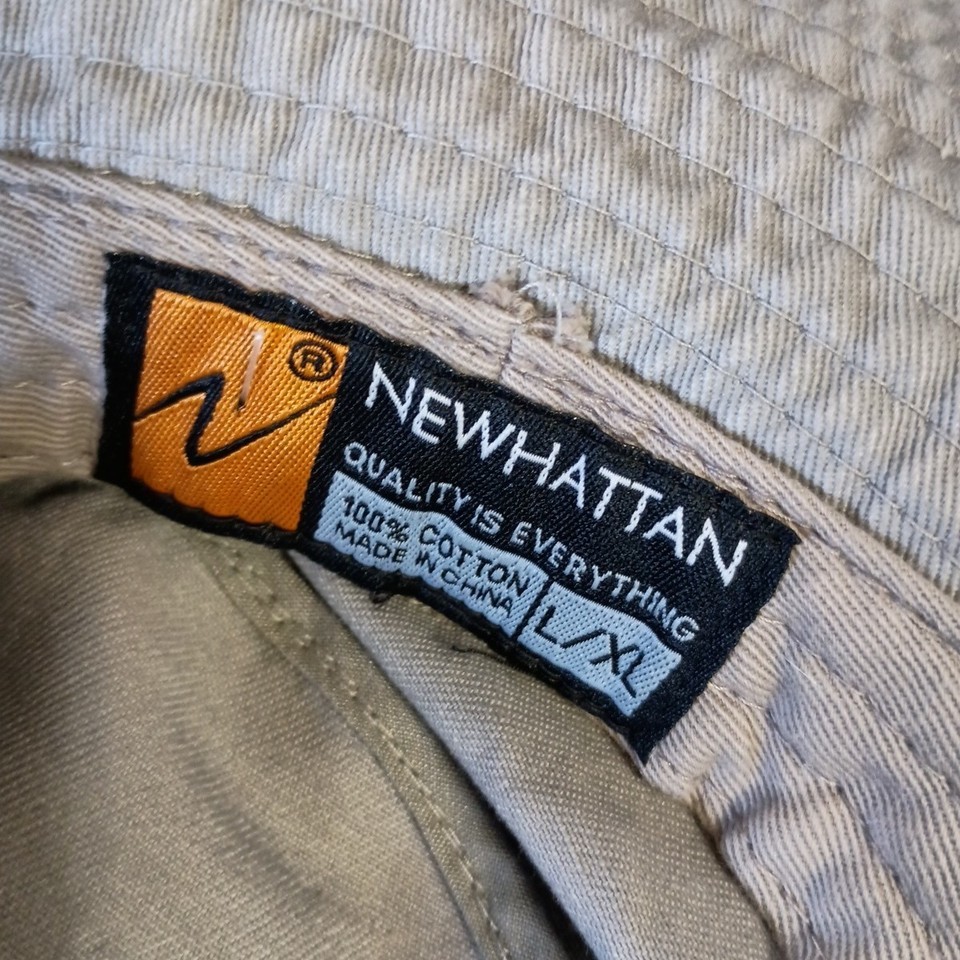 ®
NEWHATTAN
QUALITY IS EVERYTHING
100% COTTON
MADE IN CHINA
L/XL